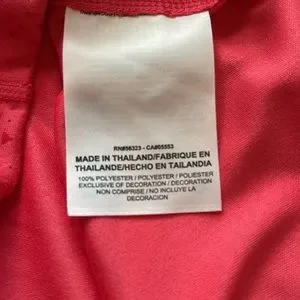 RN#56323 - CA#05553
MADE IN THAILAND/FABRIQUE EN
THAILANDE/HECHO EN TAILANDIA
100% POLYESTER / POLYESTER / POLIESTER
EXCLUSIVE OF DECORATION / DECORATION
NON COMPRISE / NO INCLUYE LA
DECORACION